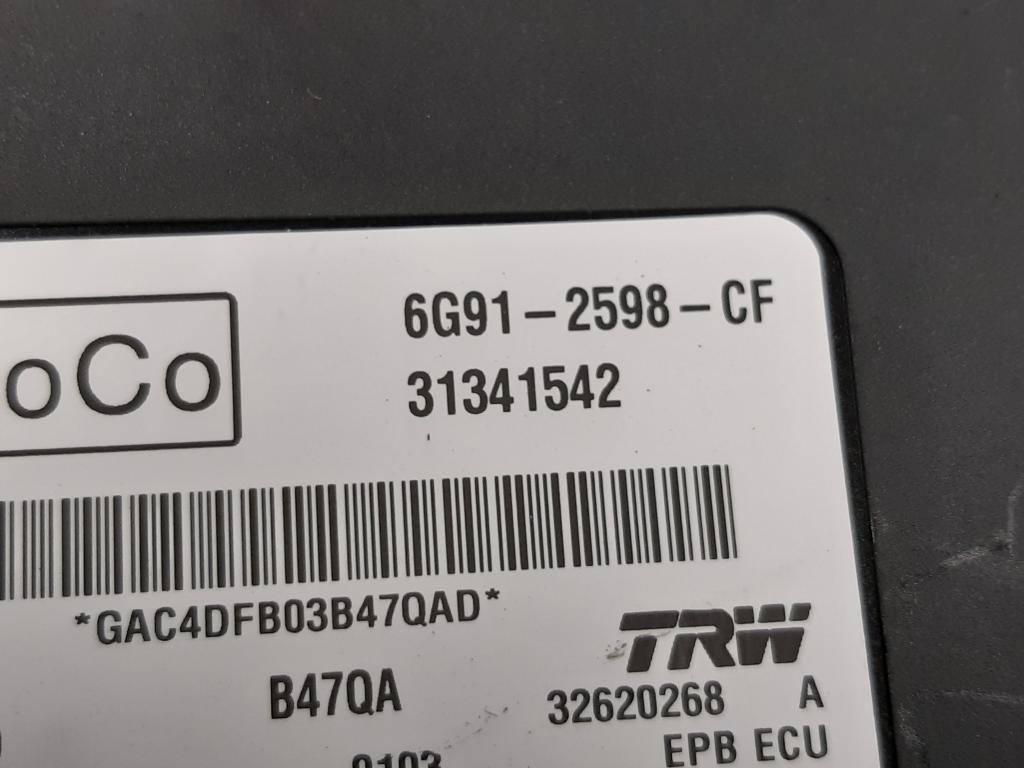 6G91-2598-CF
oCo
31341542
*GAC4DFB03B47QAD*
TRW
B47QA
32620268 A
EPB ECU